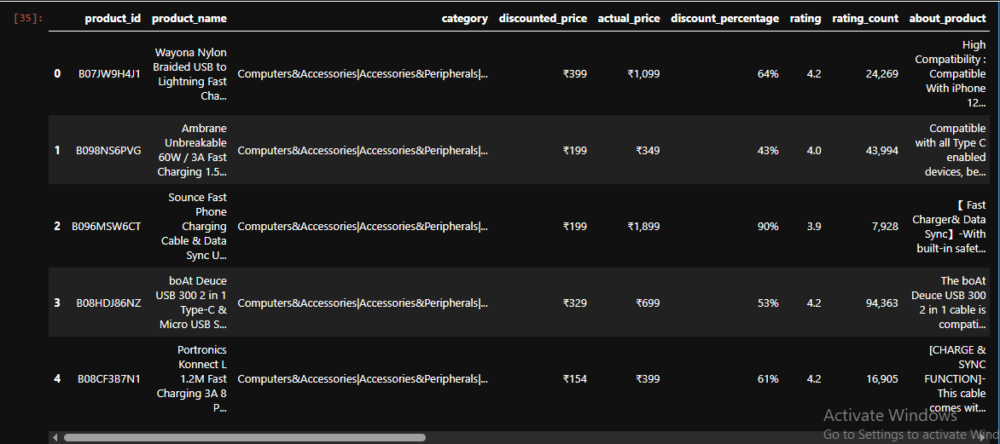 [35]:
product_id product_name category discounted_price actual_price discount_percentage rating rating_count about_product
0 B07JW9H4J1 Wayona Nylon Braided USB to Lightning Fast Cha... Computers&Accessories|Accessories&Peripherals|... ₹399 ₹1,099 64% 4.2 24,269 High Compatibility : Compatible With iPhone 12...
1 B098NS6PVG Ambrane Unbreakable 60W / 3A Fast Charging 1.5... Computers&Accessories|Accessories&Peripherals|... ₹199 ₹349 43% 4.0 43,994 Compatible with all Type C enabled devices, be...
2 B096MSW6CT Sounce Fast Phone Charging Cable & Data Sync U... Computers&Accessories|Accessories&Peripherals|... ₹199 ₹1,899 90% 3.9 7,928 【 Fast Charger& Data Sync】-With built-in safet...
3 B08HDJ86NZ boAt Deuce USB 300 2 in 1 Type-C & Micro USB S... Computers&Accessories|Accessories&Peripherals|... ₹329 ₹699 53% 4.2 94,363 The boAt Deuce USB 300 2 in 1 cable is compati...
4 B08CF3B7N1 Portronics Konnect L 1.2M Fast Charging 3A 8 P... Computers&Accessories|Accessories&Peripherals|... ₹154 ₹399 61% 4.2 16,905 [CHARGE & SYNC FUNCTION]- This cable comes wit...
Activate Windows
Go to Settings to activate Wind